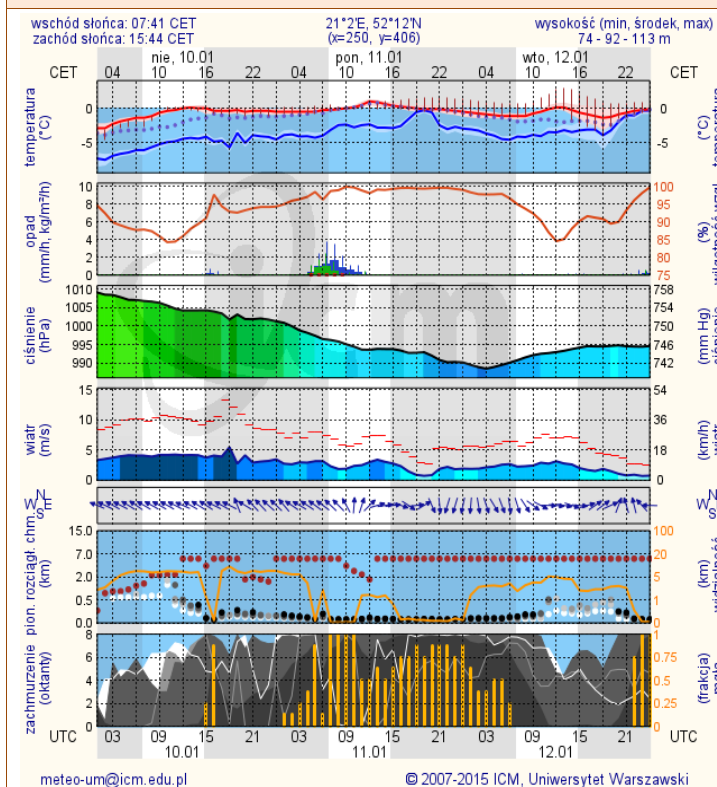 wschód słońca: 07:41 CET
zachód słońca: 15:44 CET
21°2'E, 52°12'N
(x=250, y=406)
wysokość (min, środek, max)
74 - 92 - 113 m
nie, 10.01 pon, 11.01 wto, 12.01
CET 04 10 16 22 04 10 16 22 04 10 16 22 CET
temperatura
(°C)
0
-5
0
-5
(°C)
opad
(mm/h, kg/m²/h)
10
8
6
4
2
0
100
95
90
85
80
75
(%)
ciśnienie
(hPa)
1010
1005
1000
995
990
758
754
750
746
742
(mm Hg)
wiatr
(m/s)
15
10
5
0
54
36
18
0
(km/h)
N
W E
S
N
W
S
pion. rozciągł. chm.
(km)
15.0
7.0
2.0
0.5
0.0
100
20
5
1
0
(km)
zachmurzenie
(oktanty)
8
6
4
2
0
1
0.75
0.5
0.25
0
(frakcja
UTC 03 09 15 21 03 09 15 21 03 09 15 21 UTC
10.01 11.01 12.01
meteo-um@icm.edu.pl © 2007-2015 ICM, Uniwersytet Warszawski